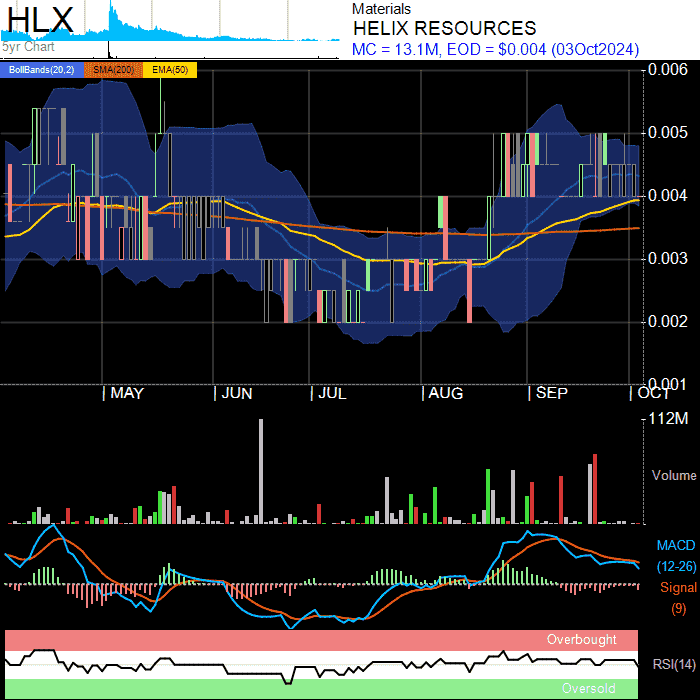 HLX
5yr Chart
Materials
HELIX RESOURCES
MC = 13.1M, EOD = $0.004 (03Oct2024)
BollBands(20,2) SMA(200) EMA(50)
0.006
0.005
0.004
0.003
0.002
0.001
MAY JUN JUL AUG SEP OCT
112M
Volume
MACD
(12-26)
Signal
(9)
Overbought
RSI(14)
Oversold